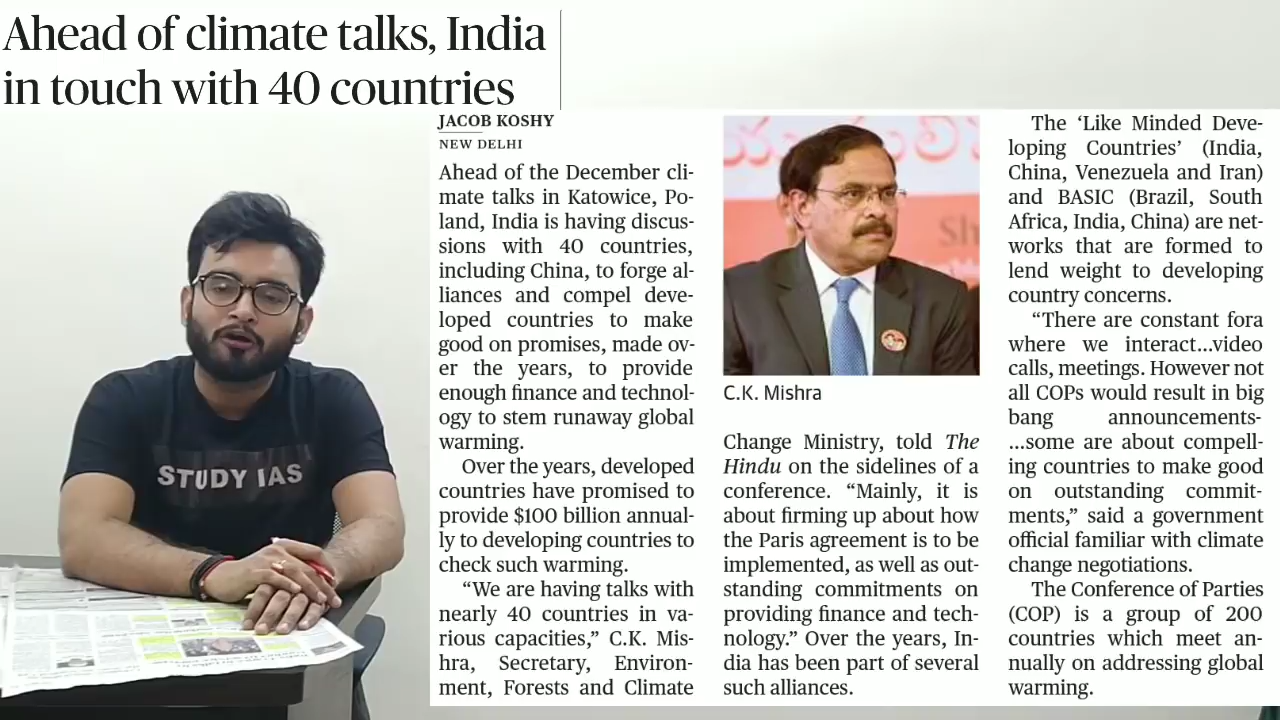 Ahead of climate talks, India
in touch with 40 countries
JACOB KOSHY
NEW DELHI
Ahead of the December cli-
mate talks in Katowice, Po-
land, India is having discus-
sions with 40 countries,
including China, to forge al-
liances and compel deve-
loped countries to make
good on promises, made ov-
er the years, to provide
enough finance and technol-
ogy to stem runaway global
warming.
Over the years, developed
countries have promised to
provide $100 billion annual-
ly to developing countries to
check such warming.
“We are having talks with
nearly 40 countries in va-
rious capacities,” C.K. Mis-
hra, Secretary, Environ-
ment, Forests and Climate
C.K. Mishra
Change Ministry, told The
Hindu on the sidelines of a
conference. “Mainly, it is
about firming up about how
the Paris agreement is to be
implemented, as well as out-
standing commitments on
providing finance and tech-
nology.” Over the years, In-
dia has been part of several
such alliances.
The ‘Like Minded Deve-
loping Countries’ (India,
China, Venezuela and Iran)
and BASIC (Brazil, South
Africa, India, China) are net-
works that are formed to
lend weight to developing
country concerns.
“There are constant fora
where we interact...video
calls, meetings. However not
all COPs would result in big
bang announcements-
...some are about compell-
ing countries to make good
on outstanding commit-
ments,” said a government
official familiar with climate
change negotiations.
The Conference of Parties
(COP) is a group of 200
countries which meet an-
nually on addressing global
warming.
STUDY IAS